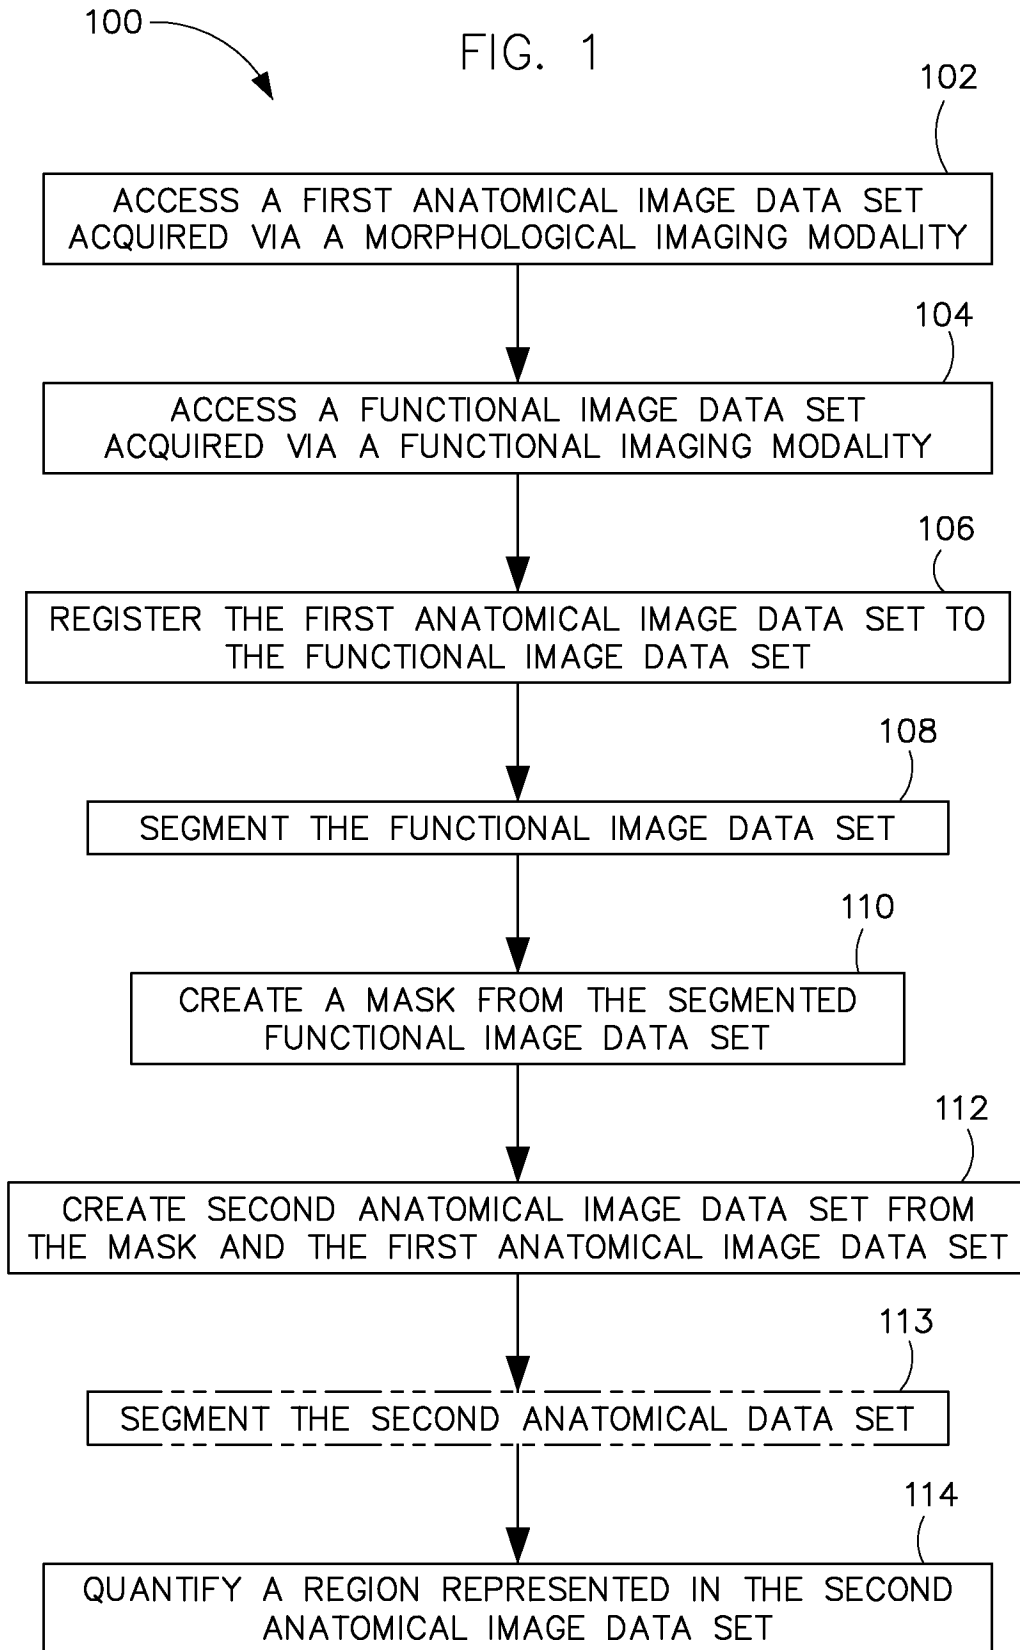 100
FIG. 1
102
ACCESS A FIRST ANATOMICAL IMAGE DATA SET
ACQUIRED VIA A MORPHOLOGICAL IMAGING MODALITY
104
ACCESS A FUNCTIONAL IMAGE DATA SET
ACQUIRED VIA A FUNCTIONAL IMAGING MODALITY
106
REGISTER THE FIRST ANATOMICAL IMAGE DATA SET TO
THE FUNCTIONAL IMAGE DATA SET
108
SEGMENT THE FUNCTIONAL IMAGE DATA SET
110
CREATE A MASK FROM THE SEGMENTED
FUNCTIONAL IMAGE DATA SET
112
CREATE SECOND ANATOMICAL IMAGE DATA SET FROM
THE MASK AND THE FIRST ANATOMICAL IMAGE DATA SET
113
SEGMENT THE SECOND ANATOMICAL DATA SET
114
QUANTIFY A REGION REPRESENTED IN THE SECOND
ANATOMICAL IMAGE DATA SET